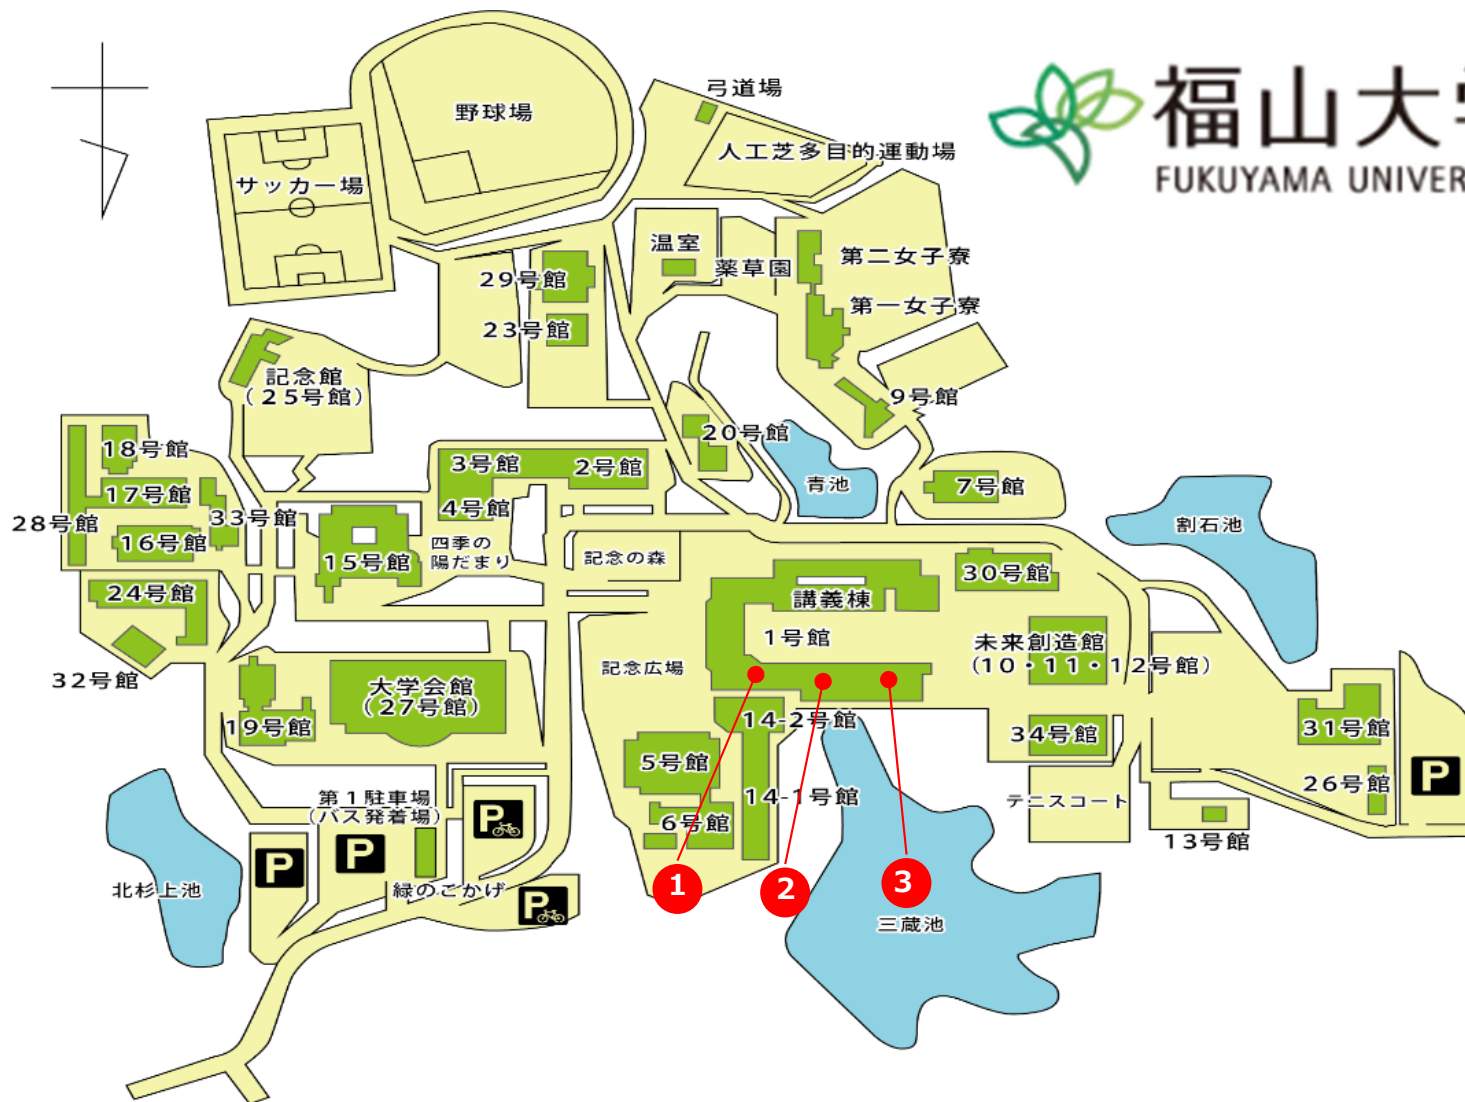 福山大学
FUKUYAMA UNIVER
野球場
弓道場
人工芝多目的運動場
サッカー場
温室
薬草園
第二女子寮
第一女子寮
29号館
23号館
記念館
(25号館)
9号館
20号館
青池
7号館
割石池
18号館
17号館
28号館
16号館
33号館
3号館
2号館
4号館
15号館
四季の
陽だまり
記念の森
30号館
講義棟
1号館
24号館
32号館
記念広場
未来創造館
(10・11・12号館)
大学会館
(27号館)
19号館
14-2号館
34号館
31号館
5号館
14-1号館
6号館
26号館
P
テニスコート
13号館
第1駐車場
(バス発着場)
P
P
P
P
緑のこかげ
北杉上池
1
2
3
三蔵池